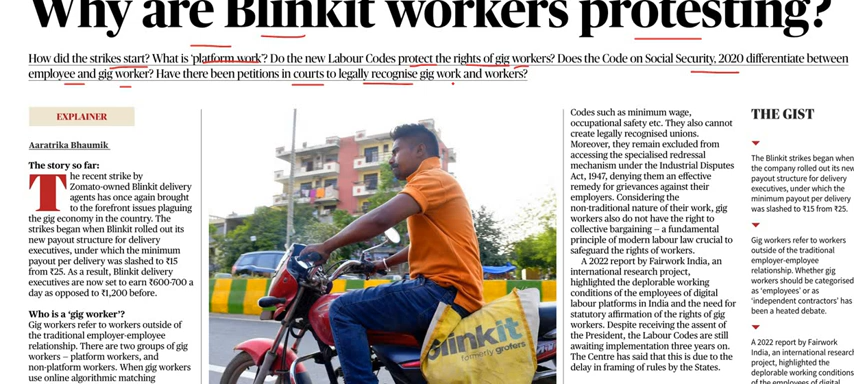 Why are Blinkit workers protesting?
How did the strikes start? What is ‘platform work’? Do the new Labour Codes protect the rights of gig workers? Does the Code on Social Security, 2020 differentiate between
employee and gig worker? Have there been petitions in courts to legally recognise gig work and workers?
EXPLAINER
Aaratrika Bhaumik
The story so far:
The recent strike by
Zomato-owned Blinkit delivery
agents has once again brought
to the forefront issues plaguing
the gig economy in the country. The
strikes began when Blinkit rolled out its
new payout structure for delivery
executives, under which the minimum
payout per delivery was slashed to ₹15
from ₹25. As a result, Blinkit delivery
executives are now set to earn ₹600-700 a
day as opposed to ₹1,200 before.
Who is a ‘gig worker’?
Gig workers refer to workers outside of
the traditional employer-employee
relationship. There are two groups of gig
workers – platform workers, and
non-platform workers. When gig workers
use online algorithmic matching
blinkit
formerly grofers
Codes such as minimum wage,
occupational safety etc. They also cannot
create legally recognised unions.
Moreover, they remain excluded from
accessing the specialised redressal
mechanism under the Industrial Disputes
Act, 1947, denying them an effective
remedy for grievances against their
employers. Considering the
non-traditional nature of their work, gig
workers also do not have the right to
collective bargaining – a fundamental
principle of modern labour law crucial to
safeguard the rights of workers.
A 2022 report by Fairwork India, an
international research project,
highlighted the deplorable working
conditions of the employees of digital
labour platforms in India and the need for
statutory affirmation of the rights of gig
workers. Despite receiving the assent of
the President, the Labour Codes are still
awaiting implementation three years on.
The Centre has said that this is due to the
delay in framing of rules by the States.
THE GIST
The Blinkit strikes began when
the company rolled out its new
payout structure for delivery
executives, under which the
minimum payout per delivery
was slashed to ₹15 from ₹25.
Gig workers refer to workers
outside of the traditional
employer-employee
relationship. Whether gig
workers should be categorised
as ‘employees’ or as
‘independent contractors’ has
been a heated debate.
A 2022 report by Fairwork
India, an international research
project, highlighted the
deplorable working conditions
of the employees of digital